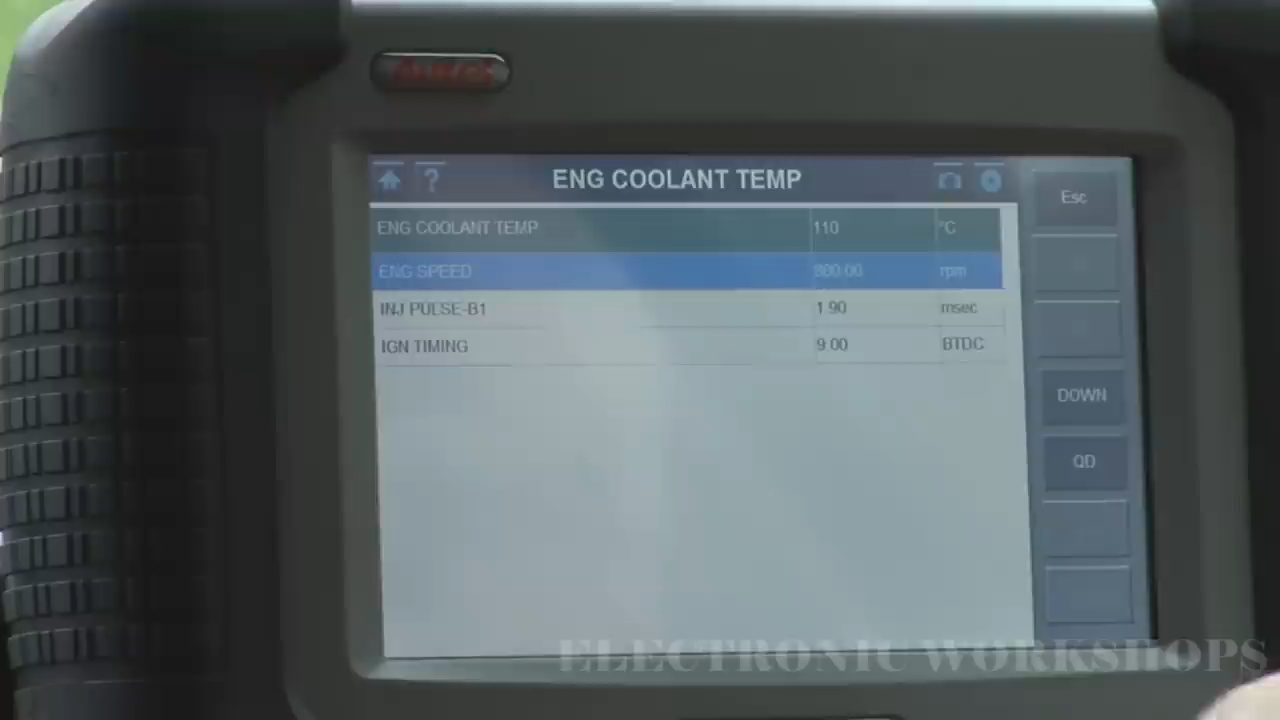 Autel
? ENG COOLANT TEMP
Esc
ENG COOLANT TEMP 110 °C
ENG SPEED 800.00 rpm
INJ PULSE-B1 1.90 msec
IGN TIMING 9.00 BTDC
DOWN
QD
ELECTRONIC WORKSHOPS